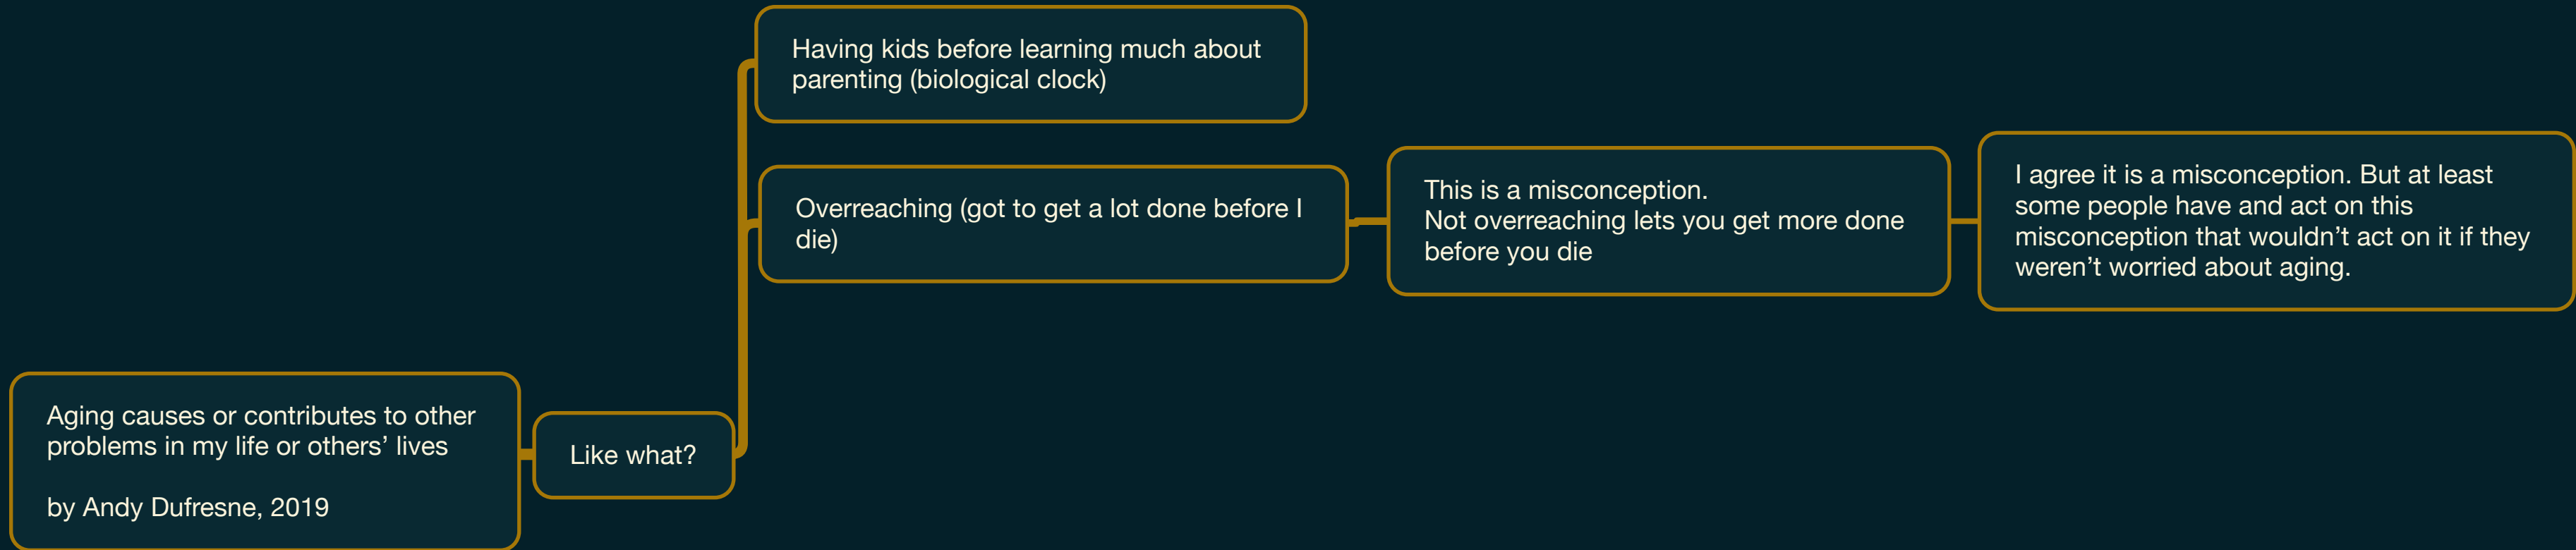 Having kids before learning much about
parenting (biological clock)
Overreaching (got to get a lot done before I
die)
This is a misconception.
Not overreaching lets you get more done
before you die
I agree it is a misconception. But at least
some people have and act on this
misconception that wouldn’t act on it if they
weren’t worried about aging.
Aging causes or contributes to other
problems in my life or others’ lives
by Andy Dufresne, 2019
Like what?